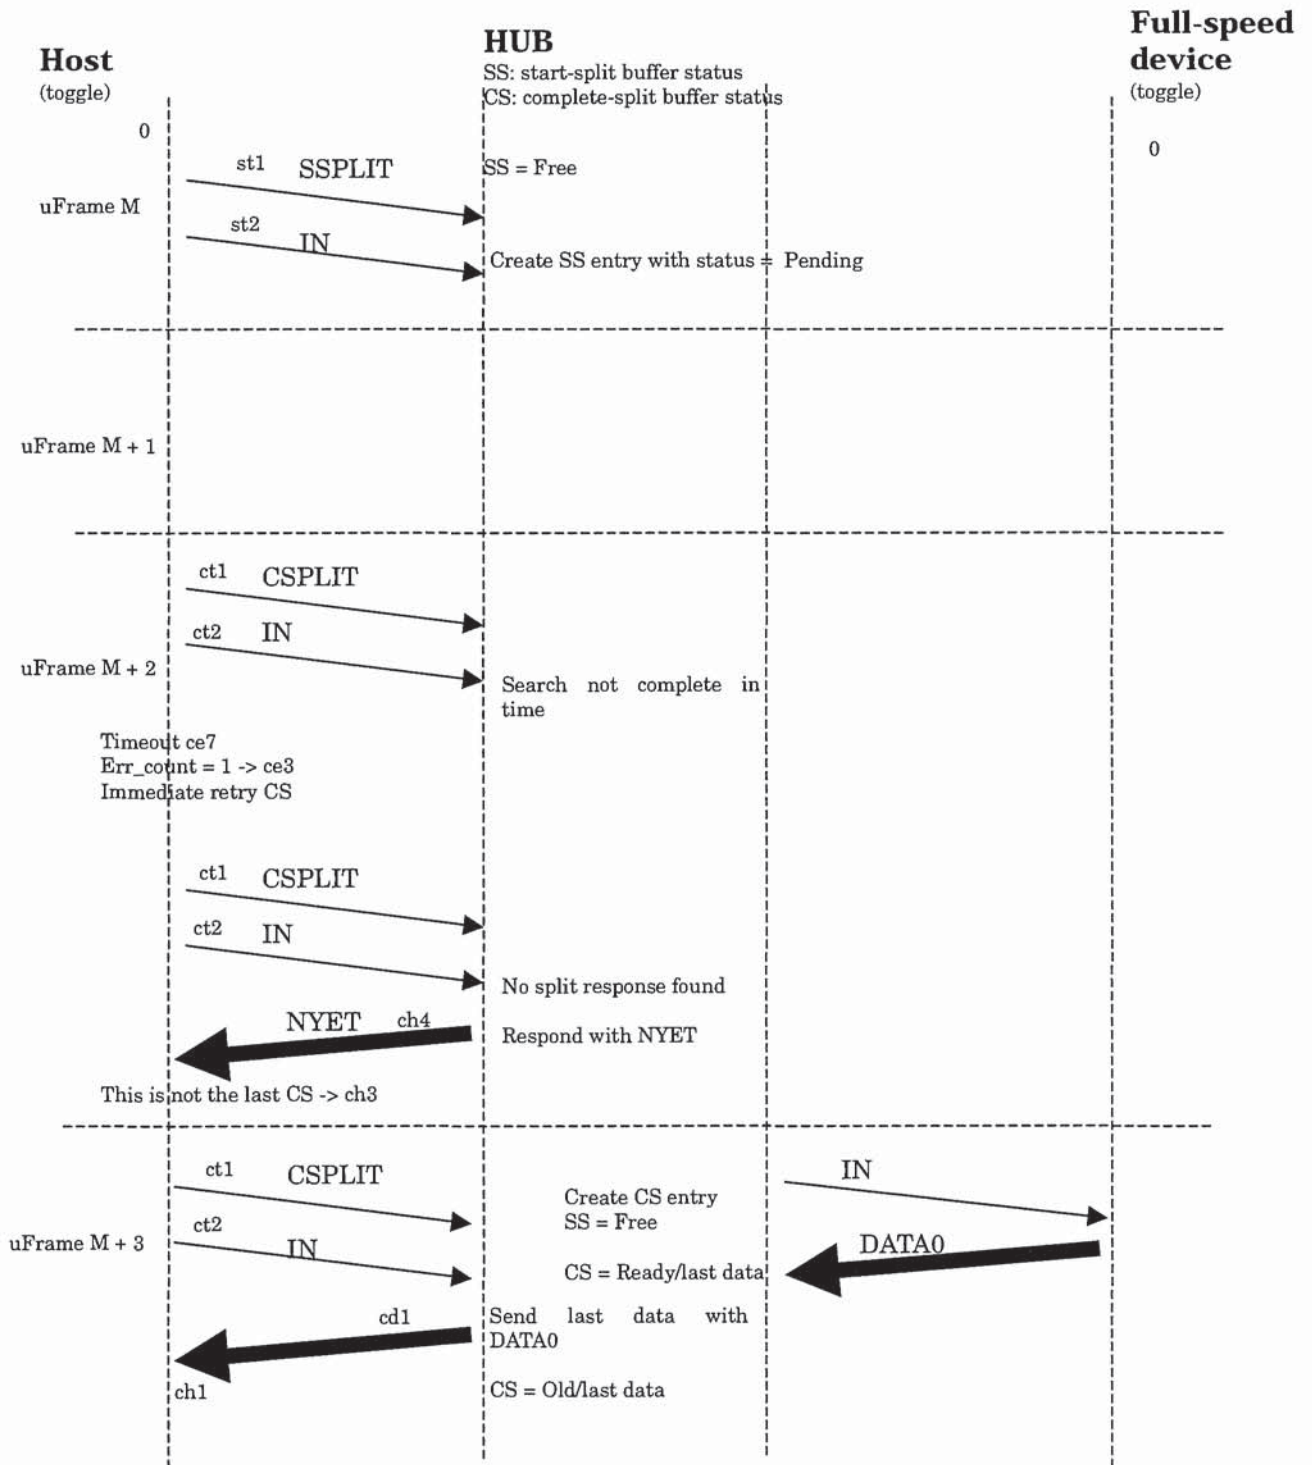 Host
(toggle)
HUB
SS: start-split buffer status
CS: complete-split buffer status
Full-speed
device
(toggle)
0
0
st1 SSPLIT
SS = Free
uFrame M
st2 IN
Create SS entry with status = Pending
uFrame M + 1
ct1 CSPLIT
ct2 IN
uFrame M + 2
Search not complete in
time
Timeout ce7
Err_count = 1 -> ce3
Immediate retry CS
ct1 CSPLIT
ct2 IN
No split response found
NYET ch4
Respond with NYET
This is not the last CS -> ch3
ct1 CSPLIT
IN
Create CS entry
SS = Free
ct2 IN
uFrame M + 3
DATA0
CS = Ready/last data
cd1
Send last data with
DATA0
ch1
CS = Old/last data